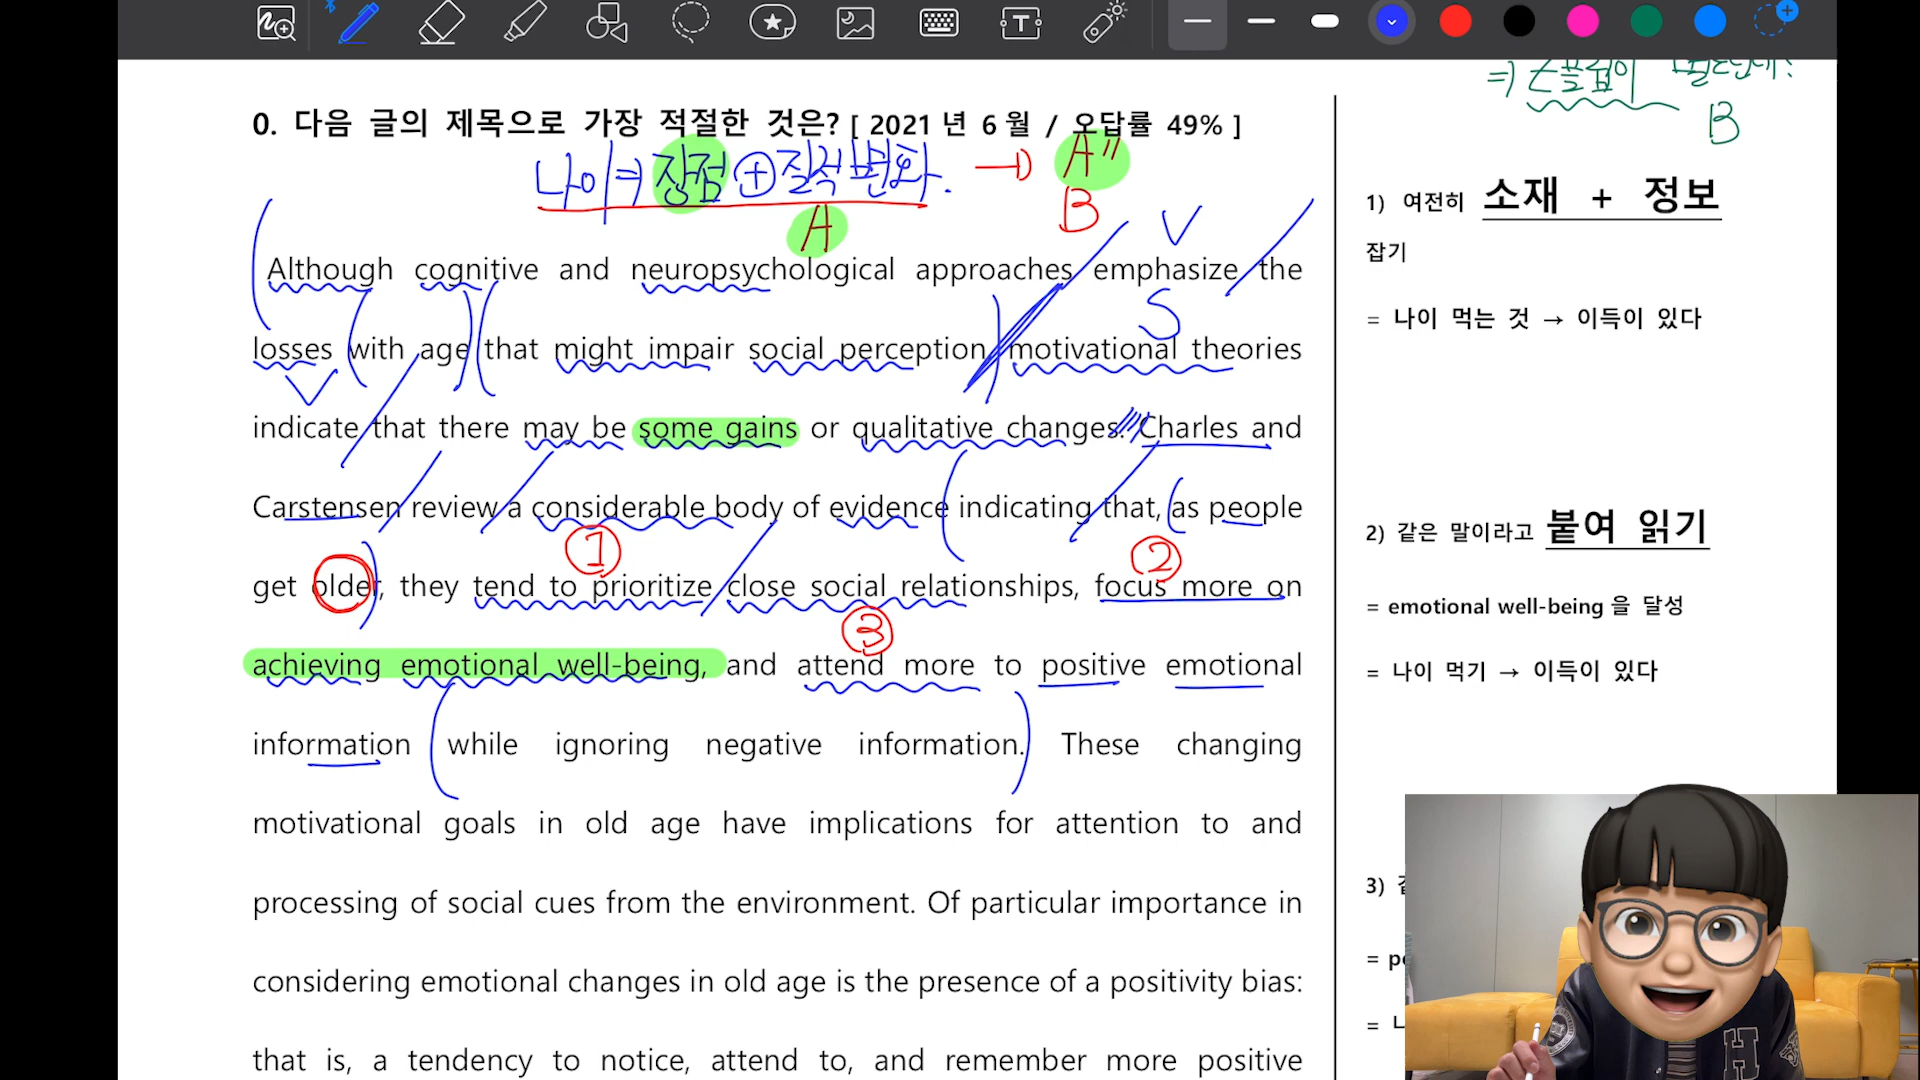 0. 다음 글의 제목으로 가장 적절한 것은? [ 2021 년 6 월 / 오답률 49% ]
나이⇒ 장점 ⊕ 질적 변화. → A''
B
A
Although cognitive and neuropsychological approaches emphasize the
V
losses with age that might impair social perception, motivational theories
S
indicate that there may be some gains or qualitative changes. Charles and
V
Carstensen review a considerable body of evidence indicating that, as people
① ②
get older, they tend to prioritize close social relationships, focus more on
③
achieving emotional well-being, and attend more to positive emotional
information while ignoring negative information. These changing
motivational goals in old age have implications for attention to and
processing of social cues from the environment. Of particular importance in
considering emotional changes in old age is the presence of a positivity bias:
that is, a tendency to notice, attend to, and remember more positive
B
1) 여전히 소재 + 정보
잡기
= 나이 먹는 것 → 이득이 있다
2) 같은 말이라고 붙여 읽기
= emotional well-being 을 달성
= 나이 먹기 → 이득이 있다
3)
=
=
H